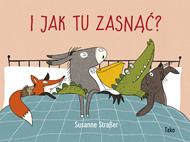 I JAK TU ZASNĄĆ?
Susanne Straßer
Tako